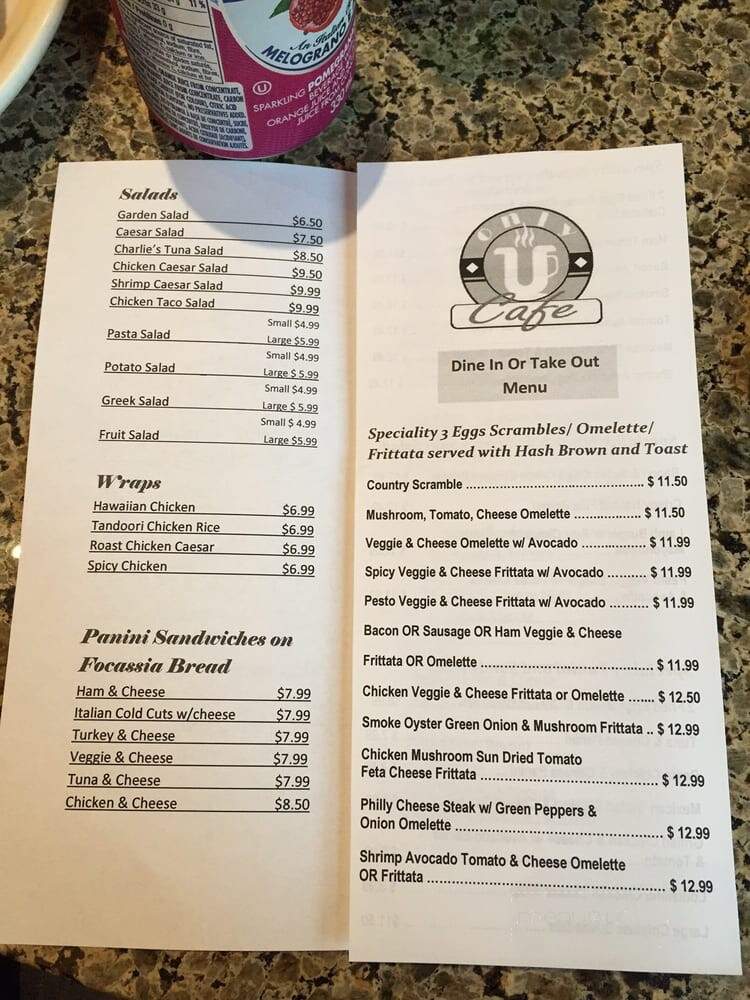 11 %
An Italian
MELOGRANO
SPARKLING POMEGRA
BEVERAGE
ORANGE JUICE
JUICE FROM
330
Salads
Garden Salad $6.50
Caesar Salad $7.50
Charlie's Tuna Salad $8.50
Chicken Caesar Salad $9.50
Shrimp Caesar Salad $9.99
Chicken Taco Salad $9.99
Small $4.99
Pasta Salad Large $5.99
Small $4.99
Potato Salad Large $ 5.99
Small $4.99
Greek Salad Large $ 5.99
Small $ 4.99
Fruit Salad Large $5.99
Wraps
Hawaiian Chicken $6.99
Tandoori Chicken Rice $6.99
Roast Chicken Caesar $6.99
Spicy Chicken $6.99
Panini Sandwiches on
Focassia Bread
Ham & Cheese $7.99
Italian Cold Cuts w/cheese $7.99
Turkey & Cheese $7.99
Veggie & Cheese $7.99
Tuna & Cheese $7.99
Chicken & Cheese $8.50
only
U
Cafe
Dine In Or Take Out
Menu
Speciality 3 Eggs Scrambles/ Omelette/
Frittata served with Hash Brown and Toast
Country Scramble ..................................................... $ 11.50
Mushroom, Tomato, Cheese Omelette .................... $ 11.50
Veggie & Cheese Omelette w/ Avocado ................... $ 11.99
Spicy Veggie & Cheese Frittata w/ Avocado .......... $ 11.99
Pesto Veggie & Cheese Frittata w/ Avocado .......... $ 11.99
Bacon OR Sausage OR Ham Veggie & Cheese
Frittata OR Omelette .................................................. $ 11.99
Chicken Veggie & Cheese Frittata or Omelette ....... $ 12.50
Smoke Oyster Green Onion & Mushroom Frittata .. $ 12.99
Chicken Mushroom Sun Dried Tomato
Feta Cheese Frittata .................................................. $ 12.99
Philly Cheese Steak w/ Green Peppers &
Onion Omelette .......................................................... $ 12.99
Shrimp Avocado Tomato & Cheese Omelette
OR Frittata .................................................................. $ 12.99